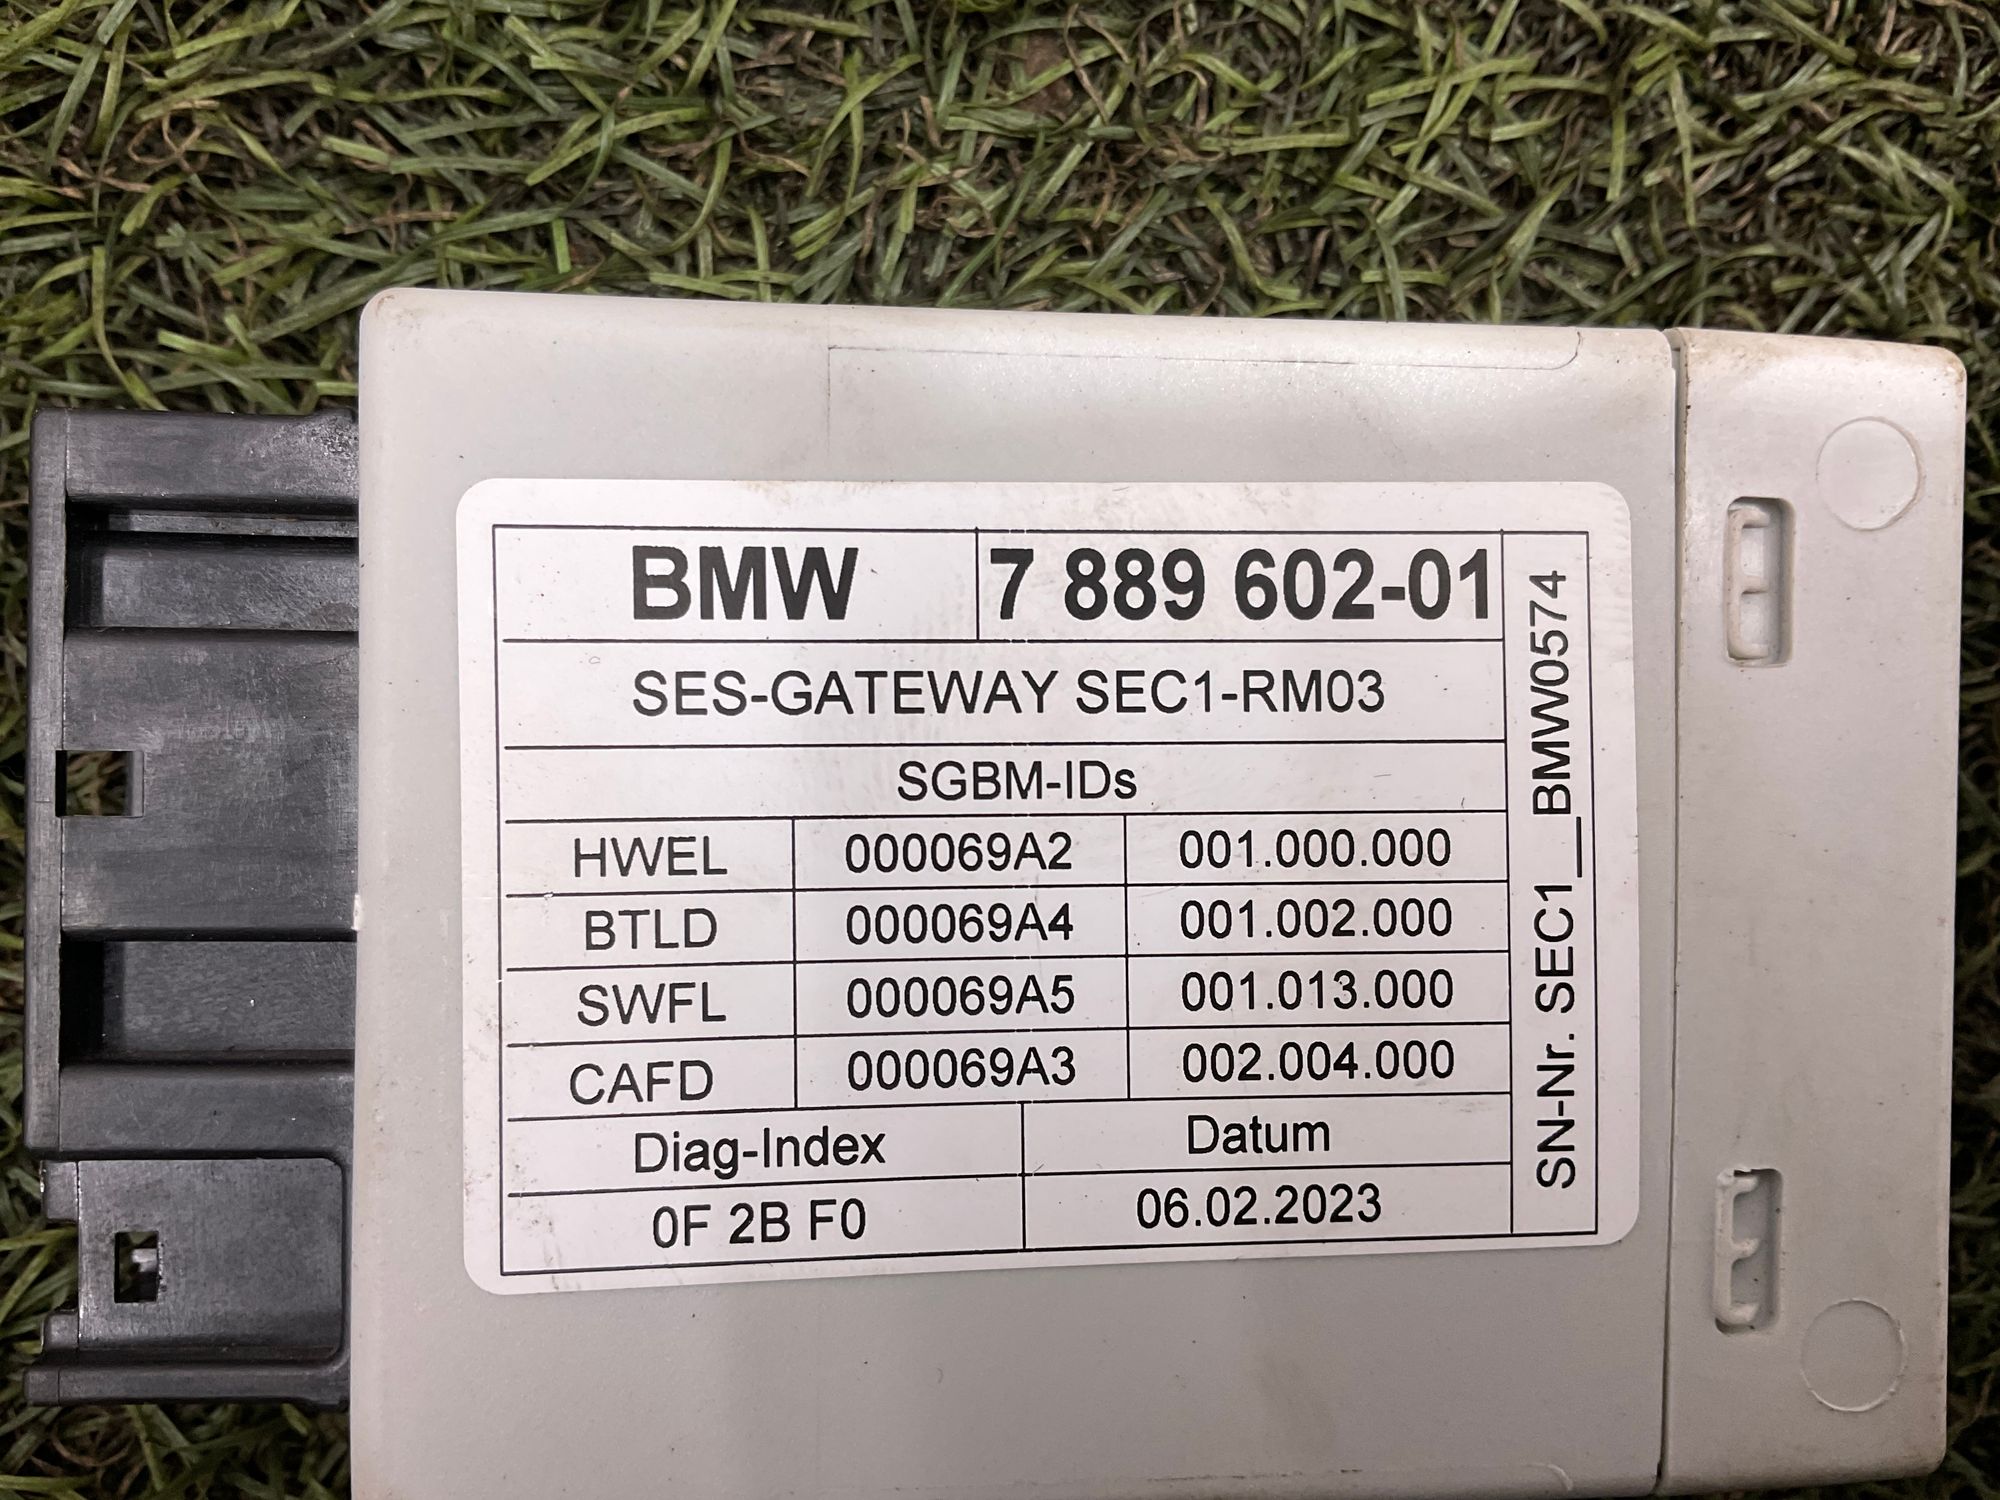 BMW 7 889 602-01
SES-GATEWAY SEC1-RM03
SGBM-IDs
HWEL 000069A2 001.000.000
BTLD 000069A4 001.002.000
SWFL 000069A5 001.013.000
CAFD 000069A3 002.004.000
Diag-Index Datum
0F 2B F0 06.02.2023
SN-Nr. SEC1__BMW0574